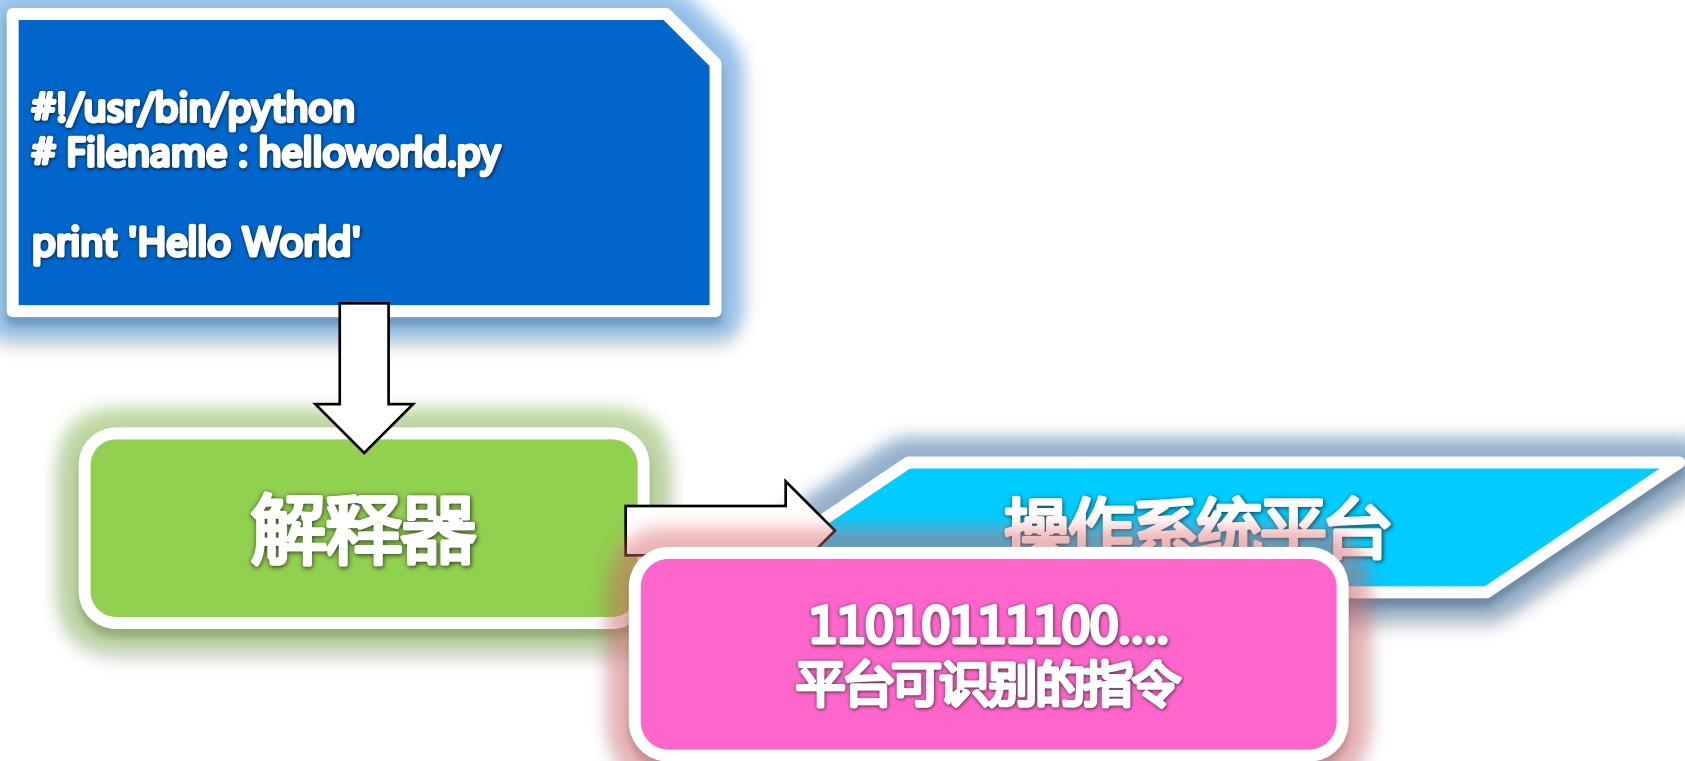 #!/usr/bin/python
# Filename : helloworld.py
print 'Hello World'
解释器
操作系统平台
11010111100....
平台可识别的指令